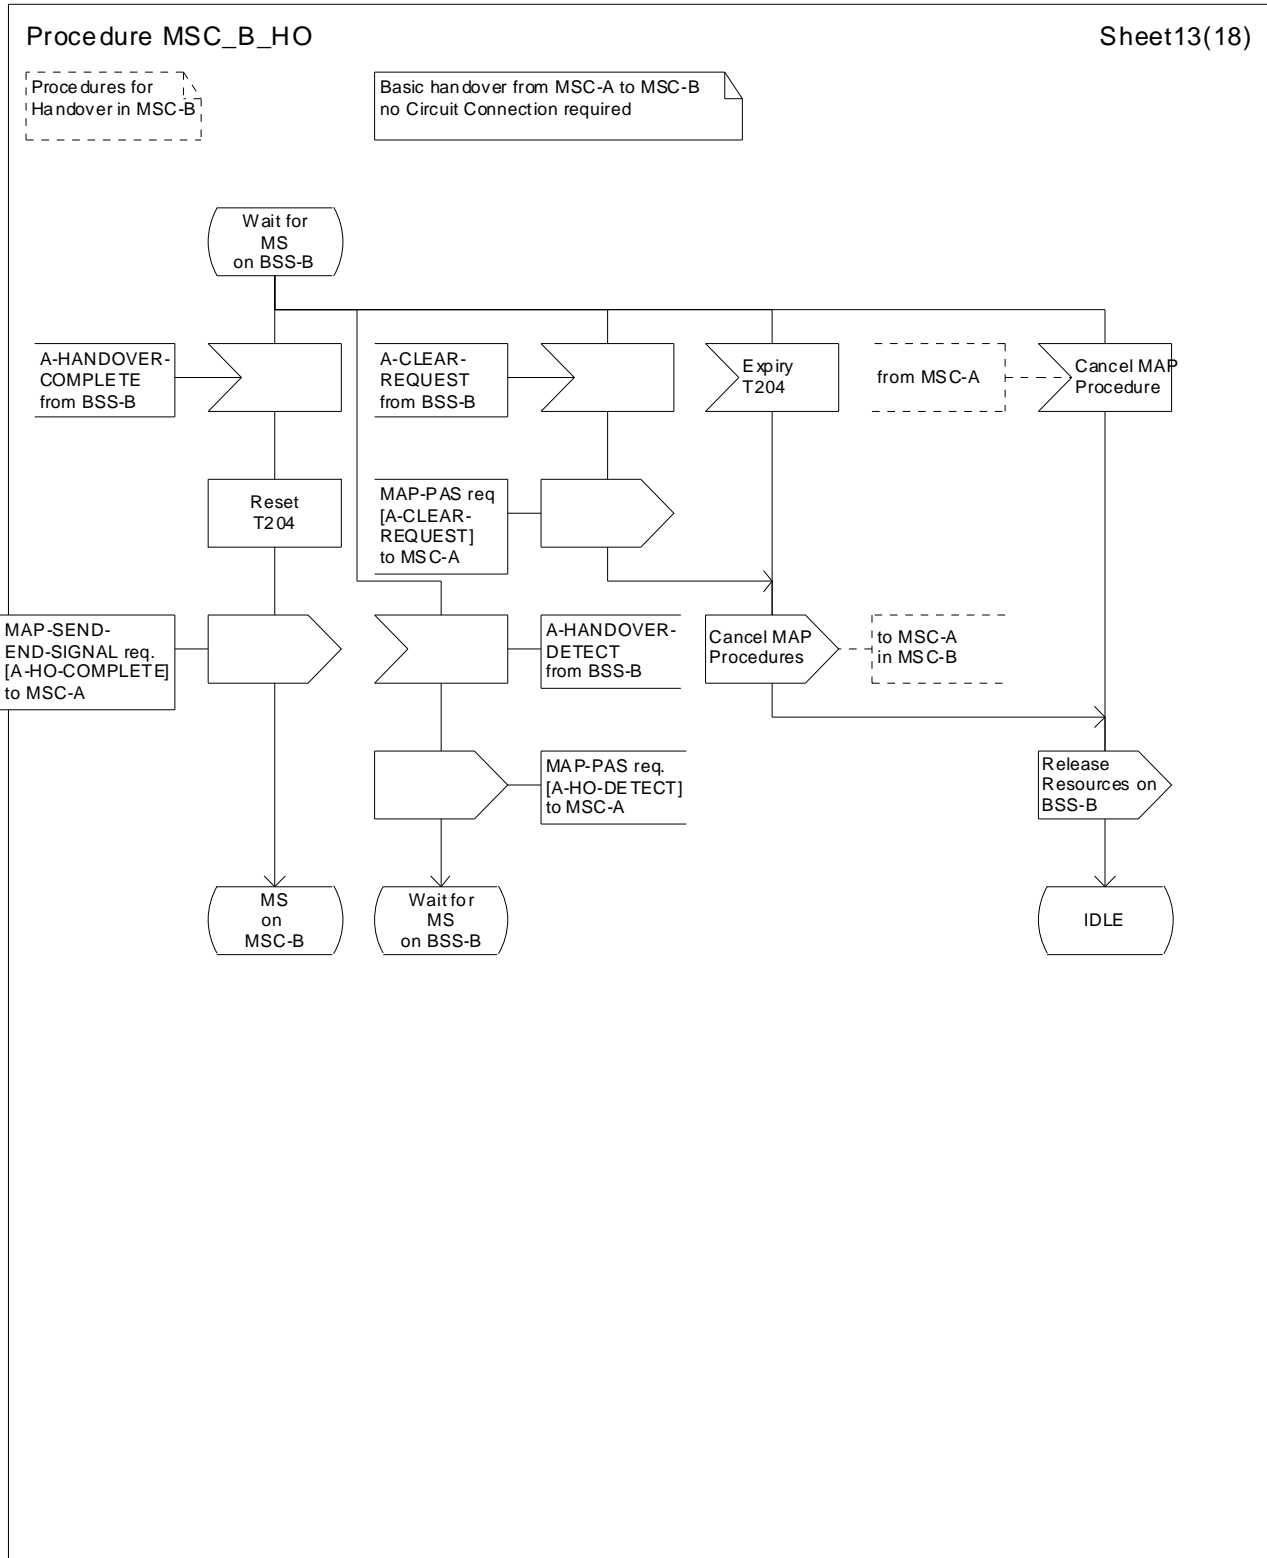 Procedure MSC_B_HO
Sheet13(18)
Procedures for
Handover in MSC-B
Basic handover from MSC-A to MSC-B
no Circuit Connection required
Wait for
MS
on BSS-B
A-HANDOVER-
COMPLETE
from BSS-B
A-CLEAR-
REQUEST
from BSS-B
Expiry
T204
from MSC-A
Cancel MAP
Procedure
Reset
T204
MAP-PAS req
[A-CLEAR-
REQUEST]
to MSC-A
MAP-SEND-
END-SIGNAL req.
[A-HO-COMPLETE]
to MSC-A
A-HANDOVER-
DETECT
from BSS-B
Cancel MAP
Procedures
to MSC-A
in MSC-B
MAP-PAS req.
[A-HO-DETECT]
to MSC-A
Release
Resources on
BSS-B
MS
on
MSC-B
Wait for
MS
on BSS-B
IDLE